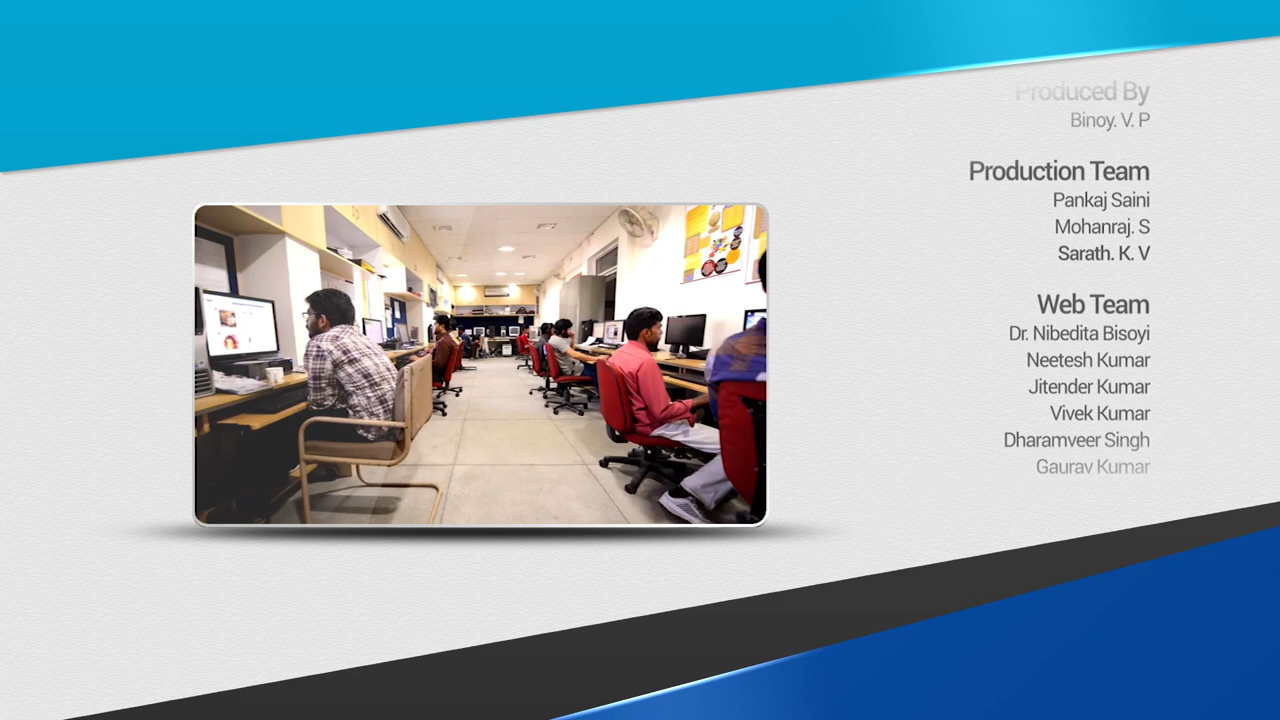 Produced By
Binoy. V. P
Production Team
Pankaj Saini
Mohanraj. S
Sarath. K. V
Web Team
Dr. Nibedita Bisoyi
Neetesh Kumar
Jitender Kumar
Vivek Kumar
Dharamveer Singh
Gaurav Kumar